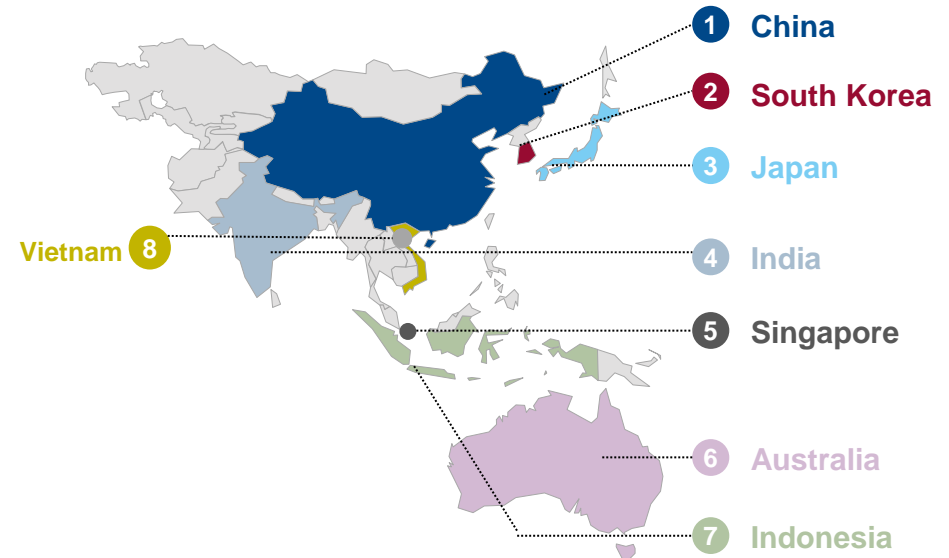 1 China
2 South Korea
3 Japan
Vietnam 8
4 India
5 Singapore
6 Australia
7 Indonesia